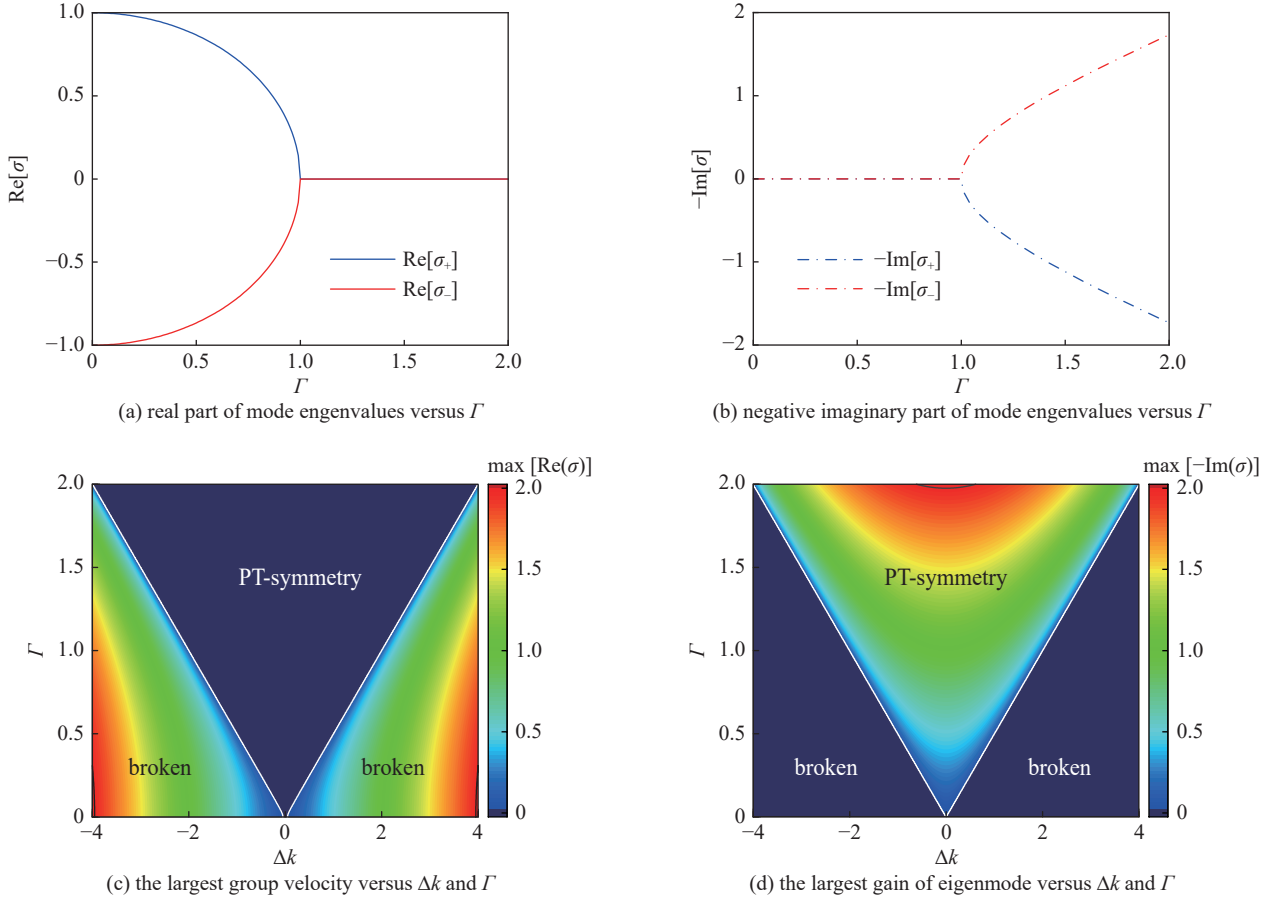 1.0
0.5
0
−0.5
−1.0
Re[σ]
Re[σ₊]
Re[σ₋]
0
0.5
1.0
1.5
2.0
Γ
(a) real part of mode engenvalues versus Γ
2
1
0
−1
−2
−Im[σ]
−Im[σ₊]
−Im[σ₋]
0
0.5
1.0
1.5
2.0
Γ
(b) negative imaginary part of mode engenvalues versus Γ
max [Re(σ)]
2.0
1.5
1.0
0.5
0
Γ
PT-symmetry
broken
broken
2.0
1.5
1.0
0.5
0
−4
−2
0
2
4
Δk
(c) the largest group velocity versus Δk and Γ
max [−Im(σ)]
2.0
1.5
1.0
0.5
0
Γ
PT-symmetry
broken
broken
2.0
1.5
1.0
0.5
0
−4
−2
0
2
4
Δk
(d) the largest gain of eigenmode versus Δk and Γ